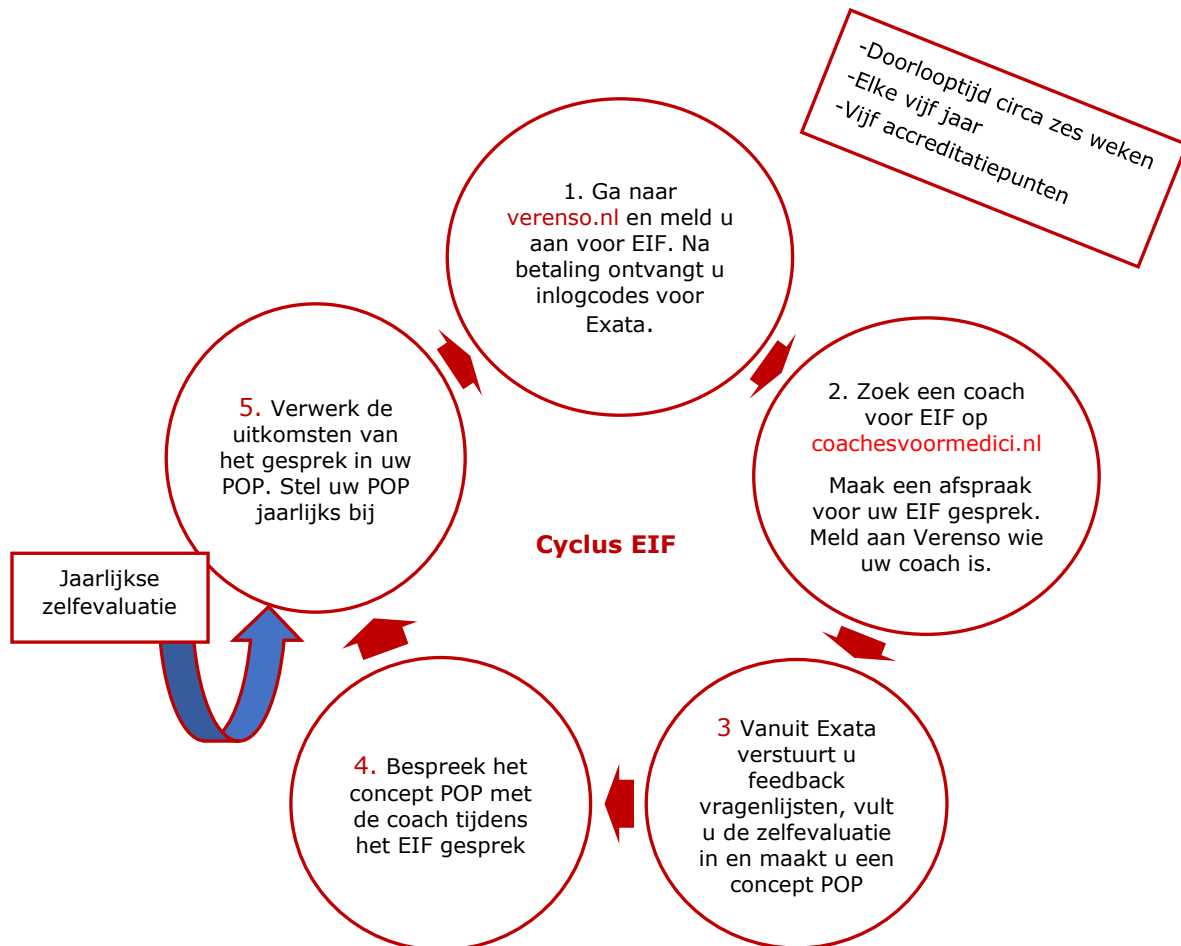 -Doorlooptijd circa zes weken
-Elke vijf jaar
-Vijf accreditatiepunten
1. Ga naar
verenso.nl en meld u
aan voor EIF. Na
betaling ontvangt u
inlogcodes voor
Exata.
2. Zoek een coach
voor EIF op
coachesvoormedici.nl
Maak een afspraak
voor uw EIF gesprek.
Meld aan Verenso wie
uw coach is.
3 Vanuit Exata
verstuurt u
feedback
vragenlijsten, vult
u de zelfevaluatie
in en maakt u een
concept POP
4. Bespreek het
concept POP met
de coach tijdens
het EIF gesprek
5. Verwerk de
uitkomsten van
het gesprek in uw
POP. Stel uw POP
jaarlijks bij
Cyclus EIF
Jaarlijkse
zelfevaluatie